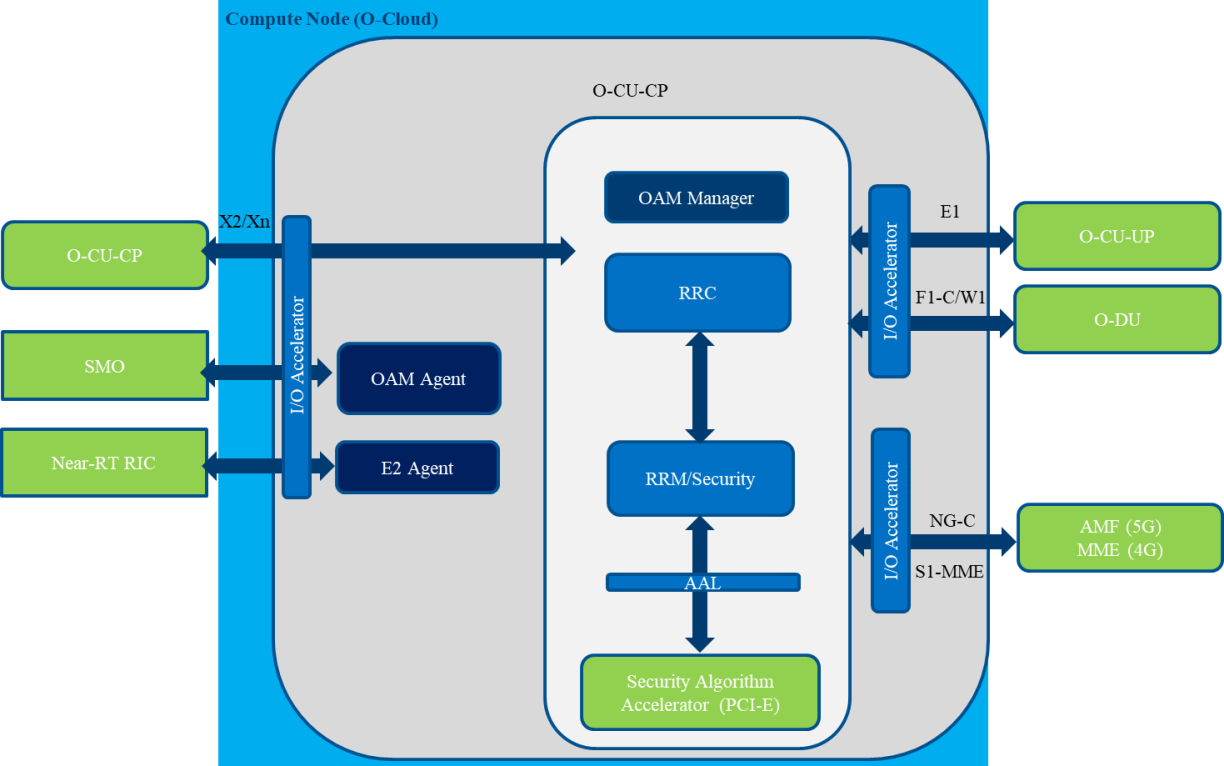 Compute Node (O-Cloud)
O-CU-CP
OAM Manager
X2/Xn
E1
O-CU-CP
O-CU-UP
I/O Accelerator
RRC
F1-C/W1
O-DU
SMO
I/O Accelerator
OAM Agent
Near-RT RIC
E2 Agent
RRM/Security
I/O Accelerator
NG-C
AMF (5G)
MME (4G)
S1-MME
AAL
Security Algorithm
Accelerator (PCI-E)